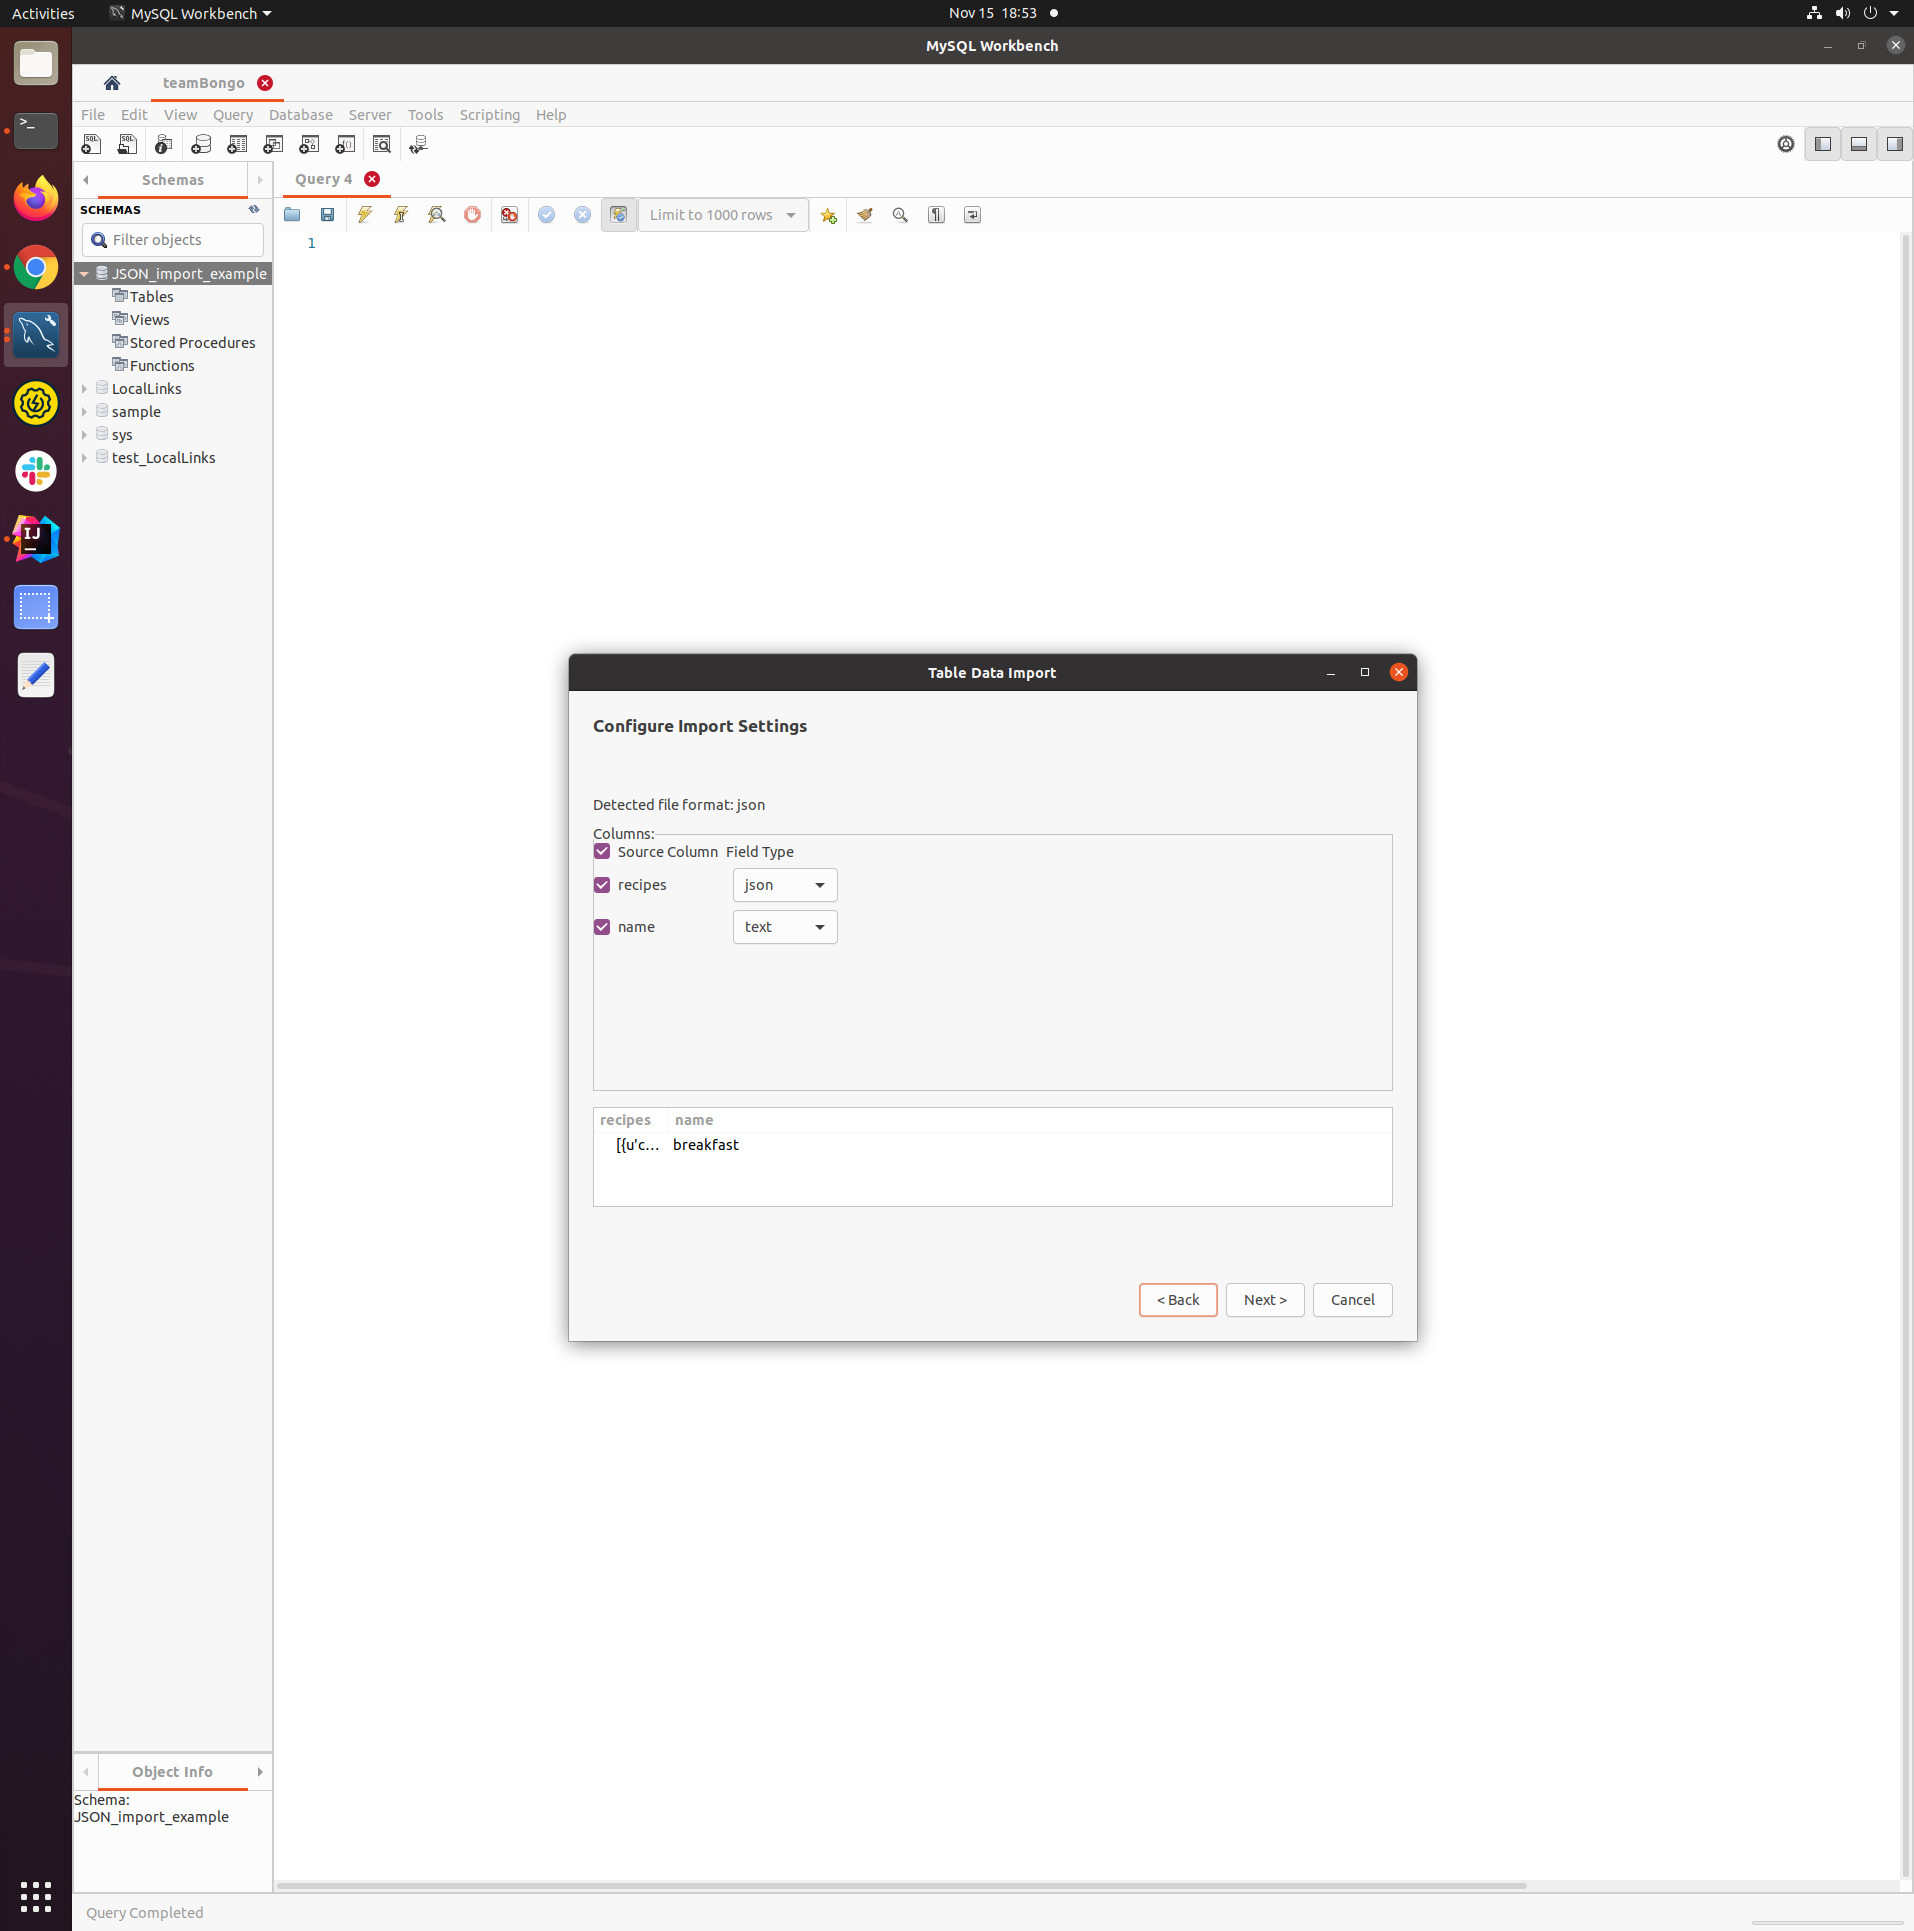 Activities MySQL Workbench Nov 15 18:53
MySQL Workbench
teamBongo
File Edit View Query Database Server Tools Scripting Help
Schemas Query 4
SCHEMAS Limit to 1000 rows
Filter objects 1
JSON_import_example
Tables
Views
Stored Procedures
Functions
LocalLinks
sample
sys
test_LocalLinks
IJ
Table Data Import
Configure Import Settings
Detected file format: json
Columns:
Source Column Field Type
recipes json
name text
recipes name
[{u'c... breakfast
< Back Next > Cancel
Object Info
Schema:
JSON_import_example
Query Completed